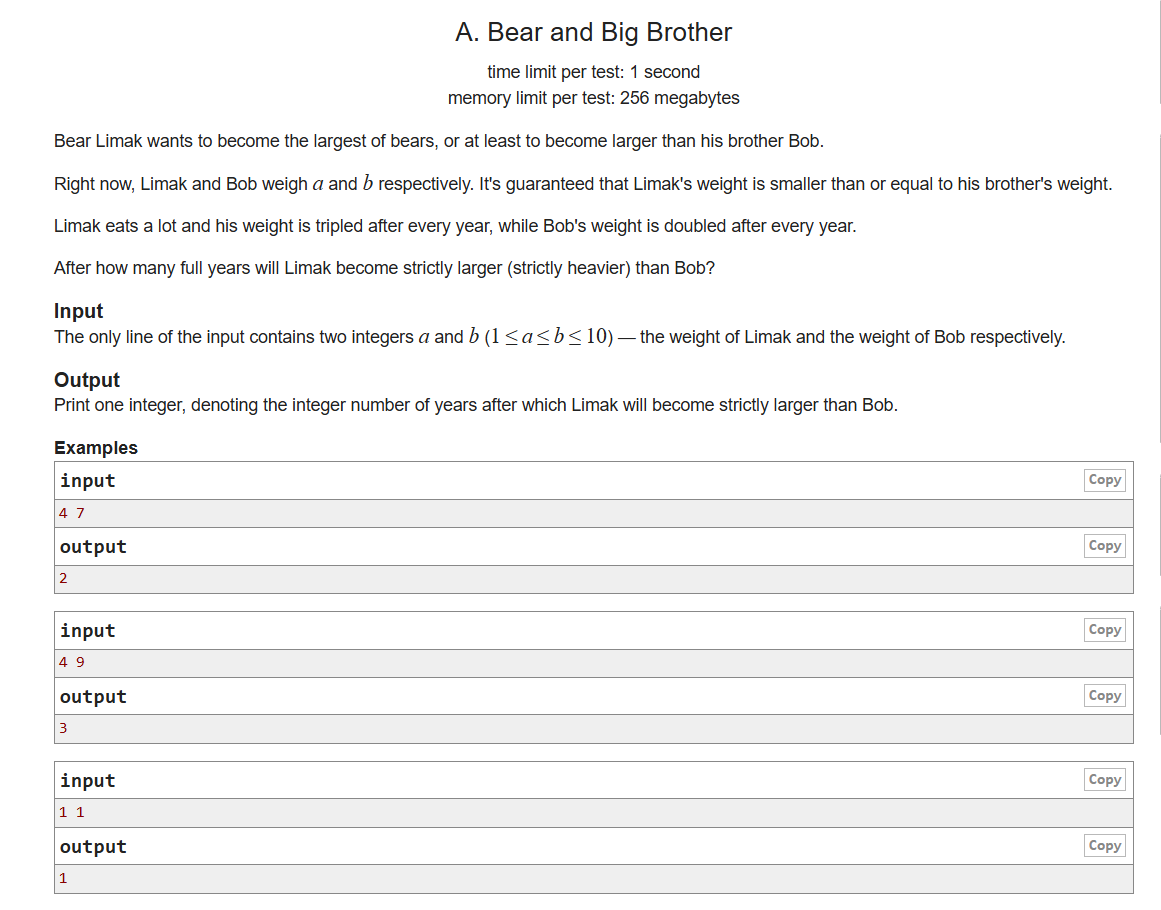 A. Bear and Big Brother
time limit per test: 1 second
memory limit per test: 256 megabytes
Bear Limak wants to become the largest of bears, or at least to become larger than his brother Bob.
Right now, Limak and Bob weigh a and b respectively. It's guaranteed that Limak's weight is smaller than or equal to his brother's weight.
Limak eats a lot and his weight is tripled after every year, while Bob's weight is doubled after every year.
After how many full years will Limak become strictly larger (strictly heavier) than Bob?
Input
The only line of the input contains two integers a and b (1 ≤ a ≤ b ≤ 10) — the weight of Limak and the weight of Bob respectively.
Output
Print one integer, denoting the integer number of years after which Limak will become strictly larger than Bob.
Examples
input Copy
4 7
output Copy
2
input Copy
4 9
output Copy
3
input Copy
1 1
output Copy
1